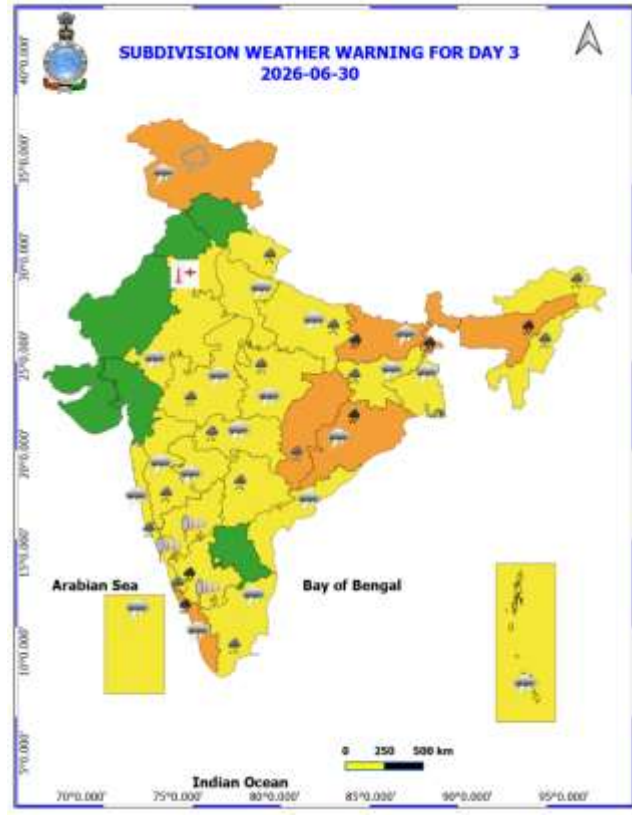 SUBDIVISION WEATHER WARNING FOR DAY 3
2026-06-30
40°0.000'
35°0.000'
30°0.000'
25°0.000'
20°0.000'
15°0.000'
10°0.000'
5°0.000'
Arabian Sea
Bay of Bengal
0 250 500 km
Indian Ocean
70°0.000' 75°0.000' 80°0.000' 85°0.000' 90°0.000' 95°0.000'